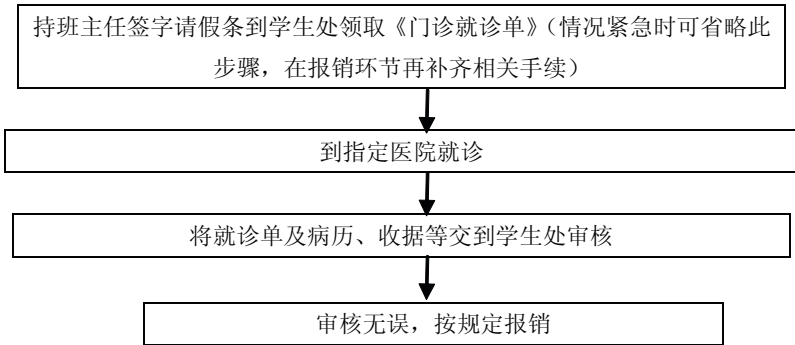 持班主任签字请假条到学生处领取《门诊就诊单》（情况紧急时可省略此
步骤，在报销环节再补齐相关手续）
到指定医院就诊
将就诊单及病历、收据等交到学生处审核
审核无误，按规定报销